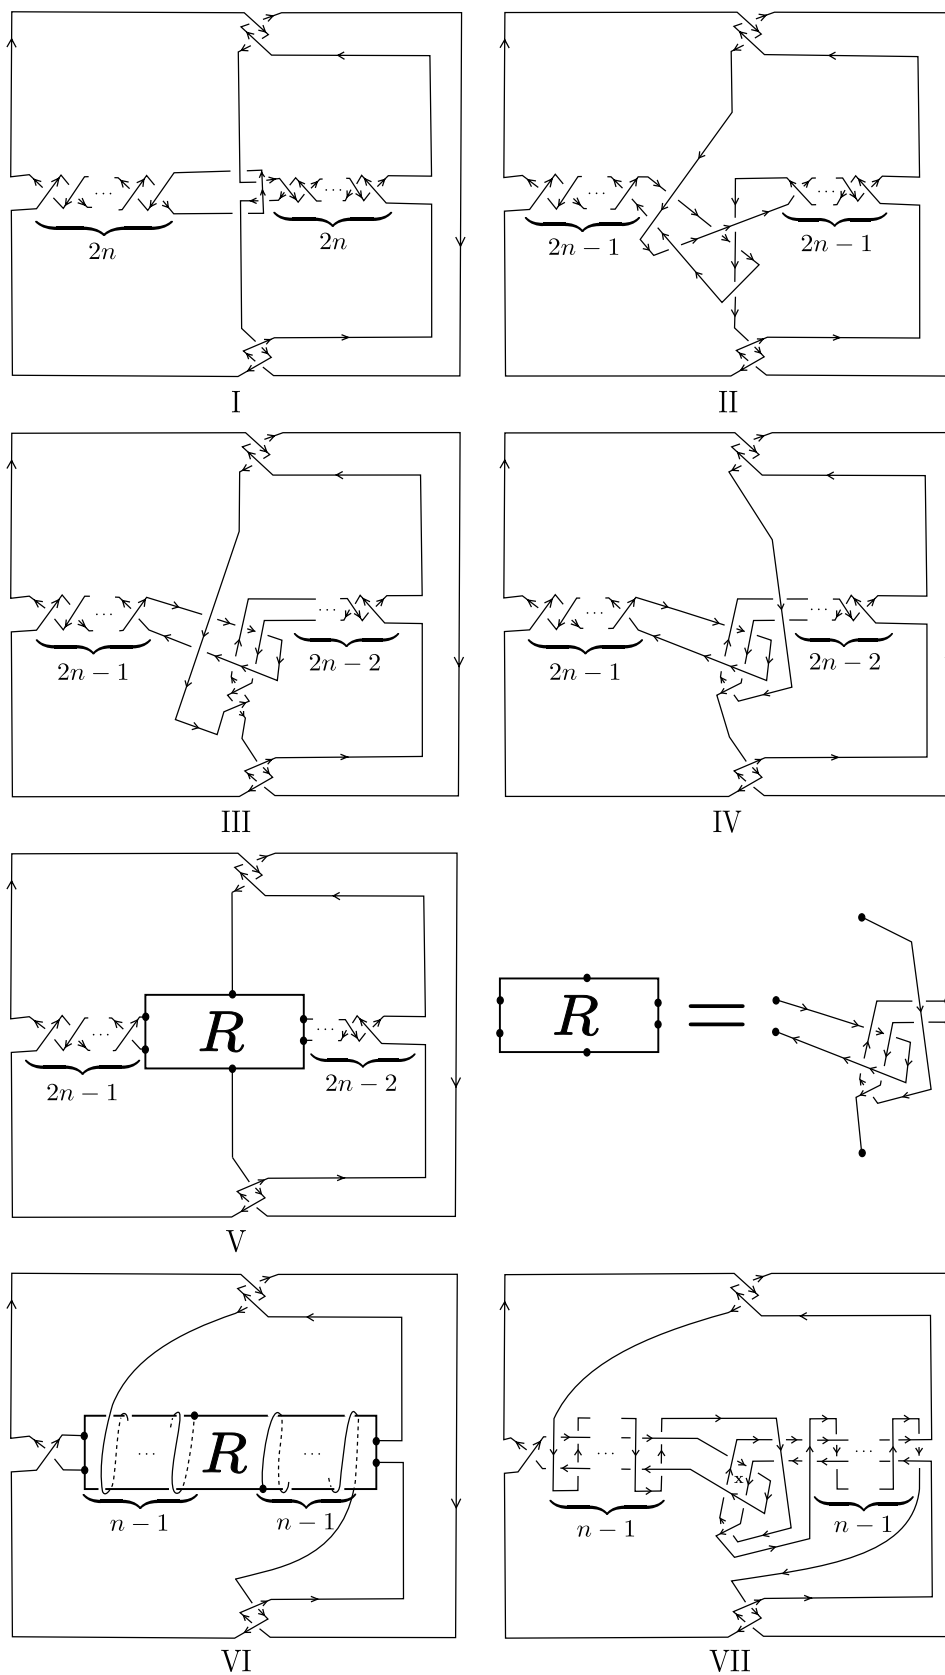 ... ...
2n 2n
I
... ...
2n − 1 2n − 1
II
... ...
2n − 1 2n − 2
III
... ...
2n − 1 2n − 2
IV
... R ...
2n − 1 2n − 2
V
R =
... R ...
n − 1 n − 1
VI
... x ...
n − 1 n − 1
VII